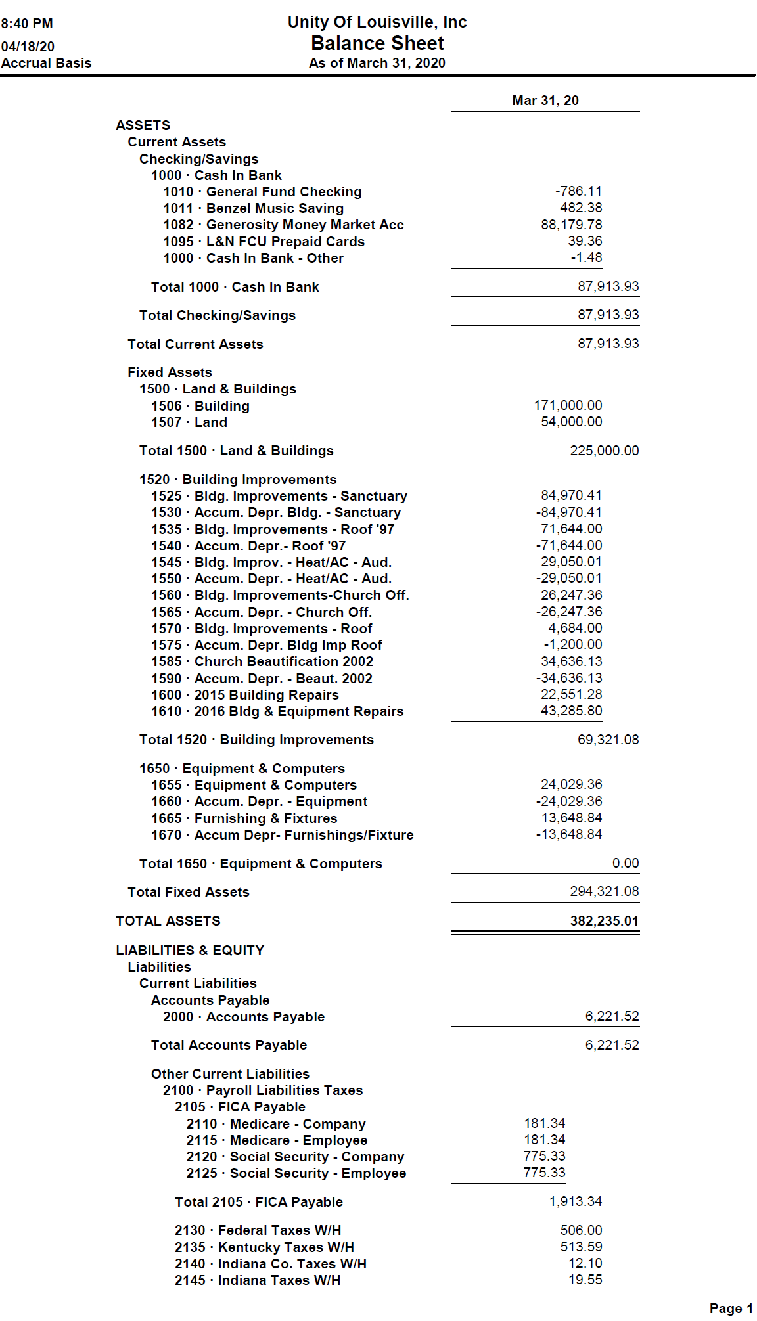 8:40 PM
Unity Of Louisville, Inc
04/18/20
Balance Sheet
Accrual Basis
As of March 31, 2020
Mar 31, 20
ASSETS
Current Assets
Checking/Savings
1000 · Cash In Bank
1010 · General Fund Checking -786.11
1011 · Benzel Music Saving 482.38
1082 · Generosity Money Market Acc 88,179.78
1095 · L&N FCU Prepaid Cards 39.36
1000 · Cash In Bank - Other -1.48
Total 1000 · Cash In Bank 87,913.93
Total Checking/Savings 87,913.93
Total Current Assets 87,913.93
Fixed Assets
1500 · Land & Buildings
1506 · Building 171,000.00
1507 · Land 54,000.00
Total 1500 · Land & Buildings 225,000.00
1520 · Building Improvements
1525 · Bldg. Improvements - Sanctuary 84,970.41
1530 · Accum. Depr. Bldg. - Sanctuary -84,970.41
1535 · Bldg. Improvements - Roof '97 71,644.00
1540 · Accum. Depr.- Roof '97 -71,644.00
1545 · Bldg. Improv. - Heat/AC - Aud. 29,050.01
1550 · Accum. Depr. - Heat/AC - Aud. -29,050.01
1560 · Bldg. Improvements-Church Off. 26,247.36
1565 · Accum. Depr. - Church Off. -26,247.36
1570 · Bldg. Improvements - Roof 4,684.00
1575 · Accum. Depr. Bldg Imp Roof -1,200.00
1585 · Church Beautification 2002 34,636.13
1590 · Accum. Depr. - Beaut. 2002 -34,636.13
1600 · 2015 Building Repairs 22,551.28
1610 · 2016 Bldg & Equipment Repairs 43,285.80
Total 1520 · Building Improvements 69,321.08
1650 · Equipment & Computers
1655 · Equipment & Computers 24,029.36
1660 · Accum. Depr. - Equipment -24,029.36
1665 · Furnishing & Fixtures 13,648.84
1670 · Accum Depr- Furnishings/Fixture -13,648.84
Total 1650 · Equipment & Computers 0.00
Total Fixed Assets 294,321.08
TOTAL ASSETS 382,235.01
LIABILITIES & EQUITY
Liabilities
Current Liabilities
Accounts Payable
2000 · Accounts Payable 6,221.52
Total Accounts Payable 6,221.52
Other Current Liabilities
2100 · Payroll Liabilities Taxes
2105 · FICA Payable
2110 · Medicare - Company 181.34
2115 · Medicare - Employee 181.34
2120 · Social Security - Company 775.33
2125 · Social Security - Employee 775.33
Total 2105 · FICA Payable 1,913.34
2130 · Federal Taxes W/H 506.00
2135 · Kentucky Taxes W/H 513.59
2140 · Indiana Co. Taxes W/H 12.10
2145 · Indiana Taxes W/H 19.55
Page 1